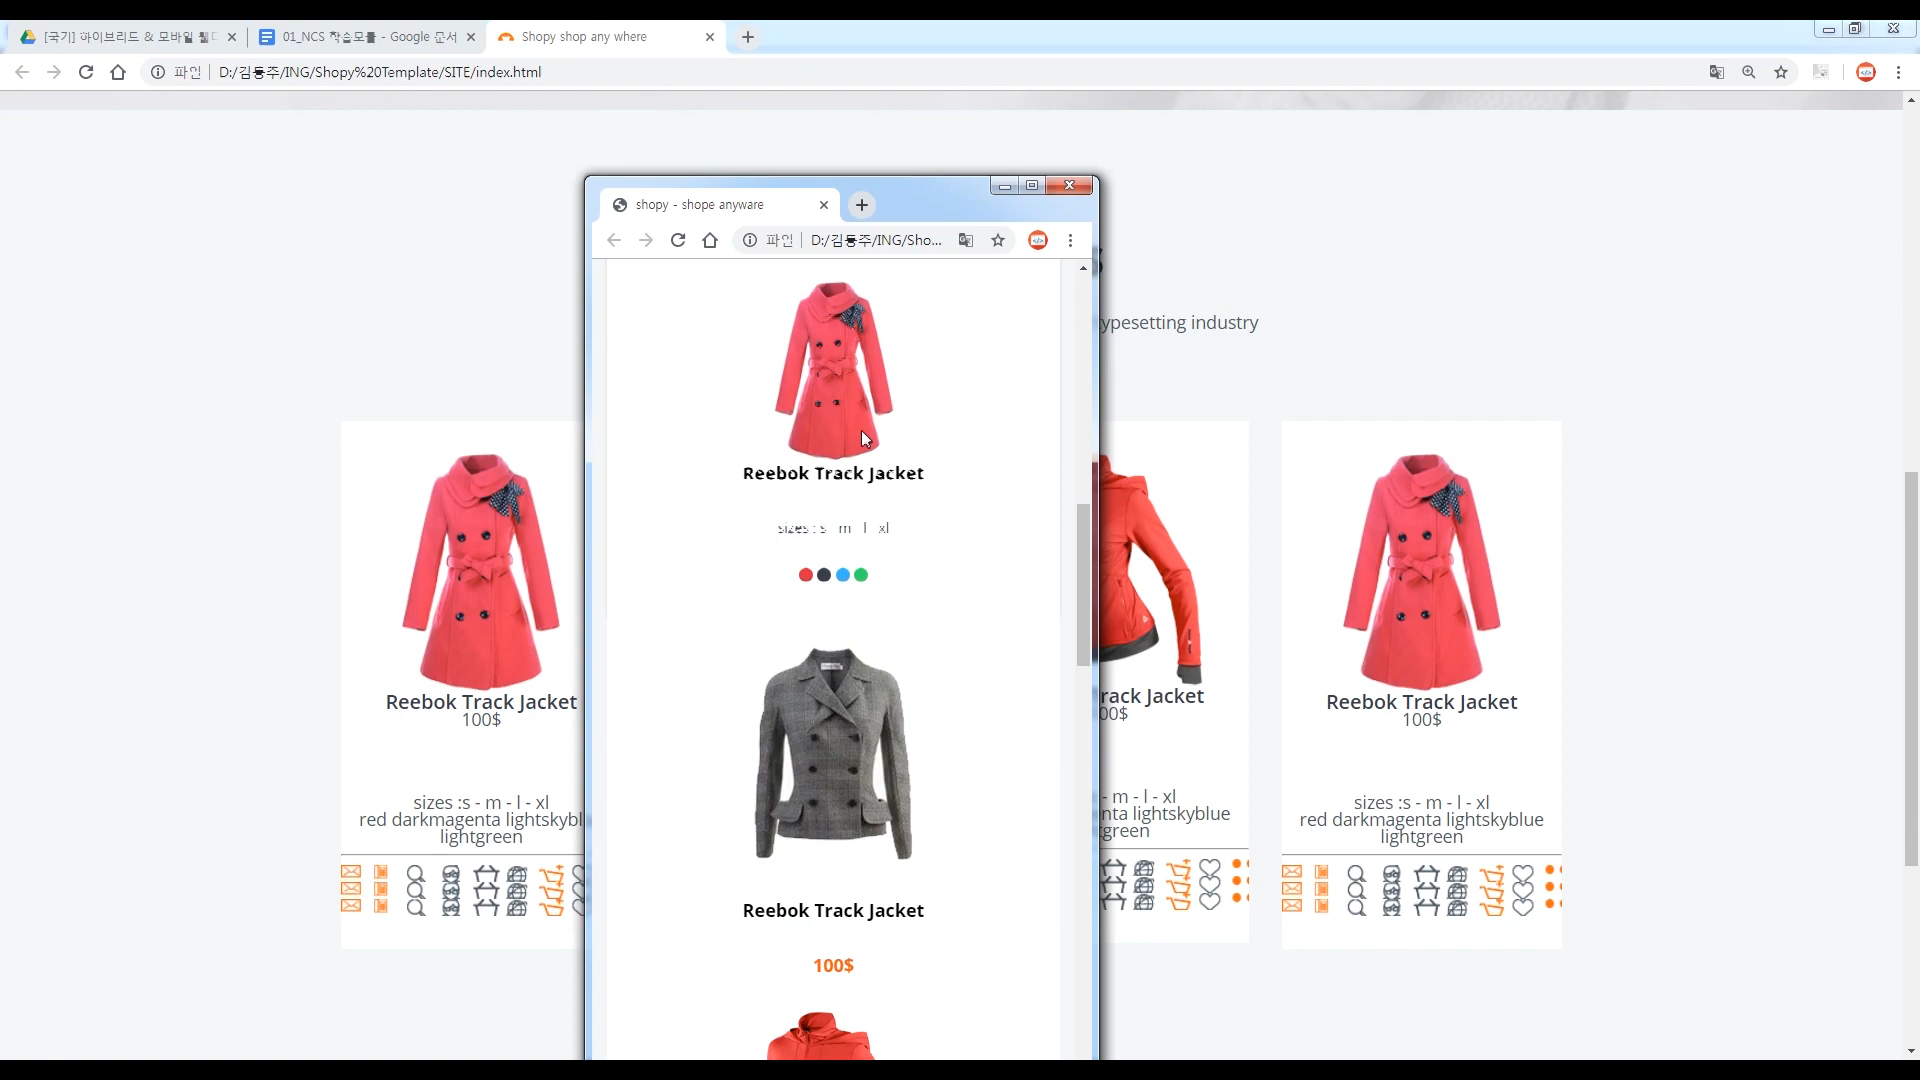 [국기] 하이브리드 & 모바일 웹
01_NCS 학습모듈 - Google 문서
Shopy shop any where
파일
D:/김동주/ING/Shopy%20Template/SITE/index.html
shopy - shope anyware
파일
D:/김동주/ING/Sho...
ypesetting industry
Reebok Track Jacket
sizes : s m l xl
Reebok Track Jacket
100$
Reebok Track Jacket
100$
sizes :s - m - l - xl
red darkmagenta lightskybl
lightgreen
rack Jacket
00$
- m - l - xl
nta lightskyblue
green
Reebok Track Jacket
100$
sizes :s - m - l - xl
red darkmagenta lightskyblue
lightgreen